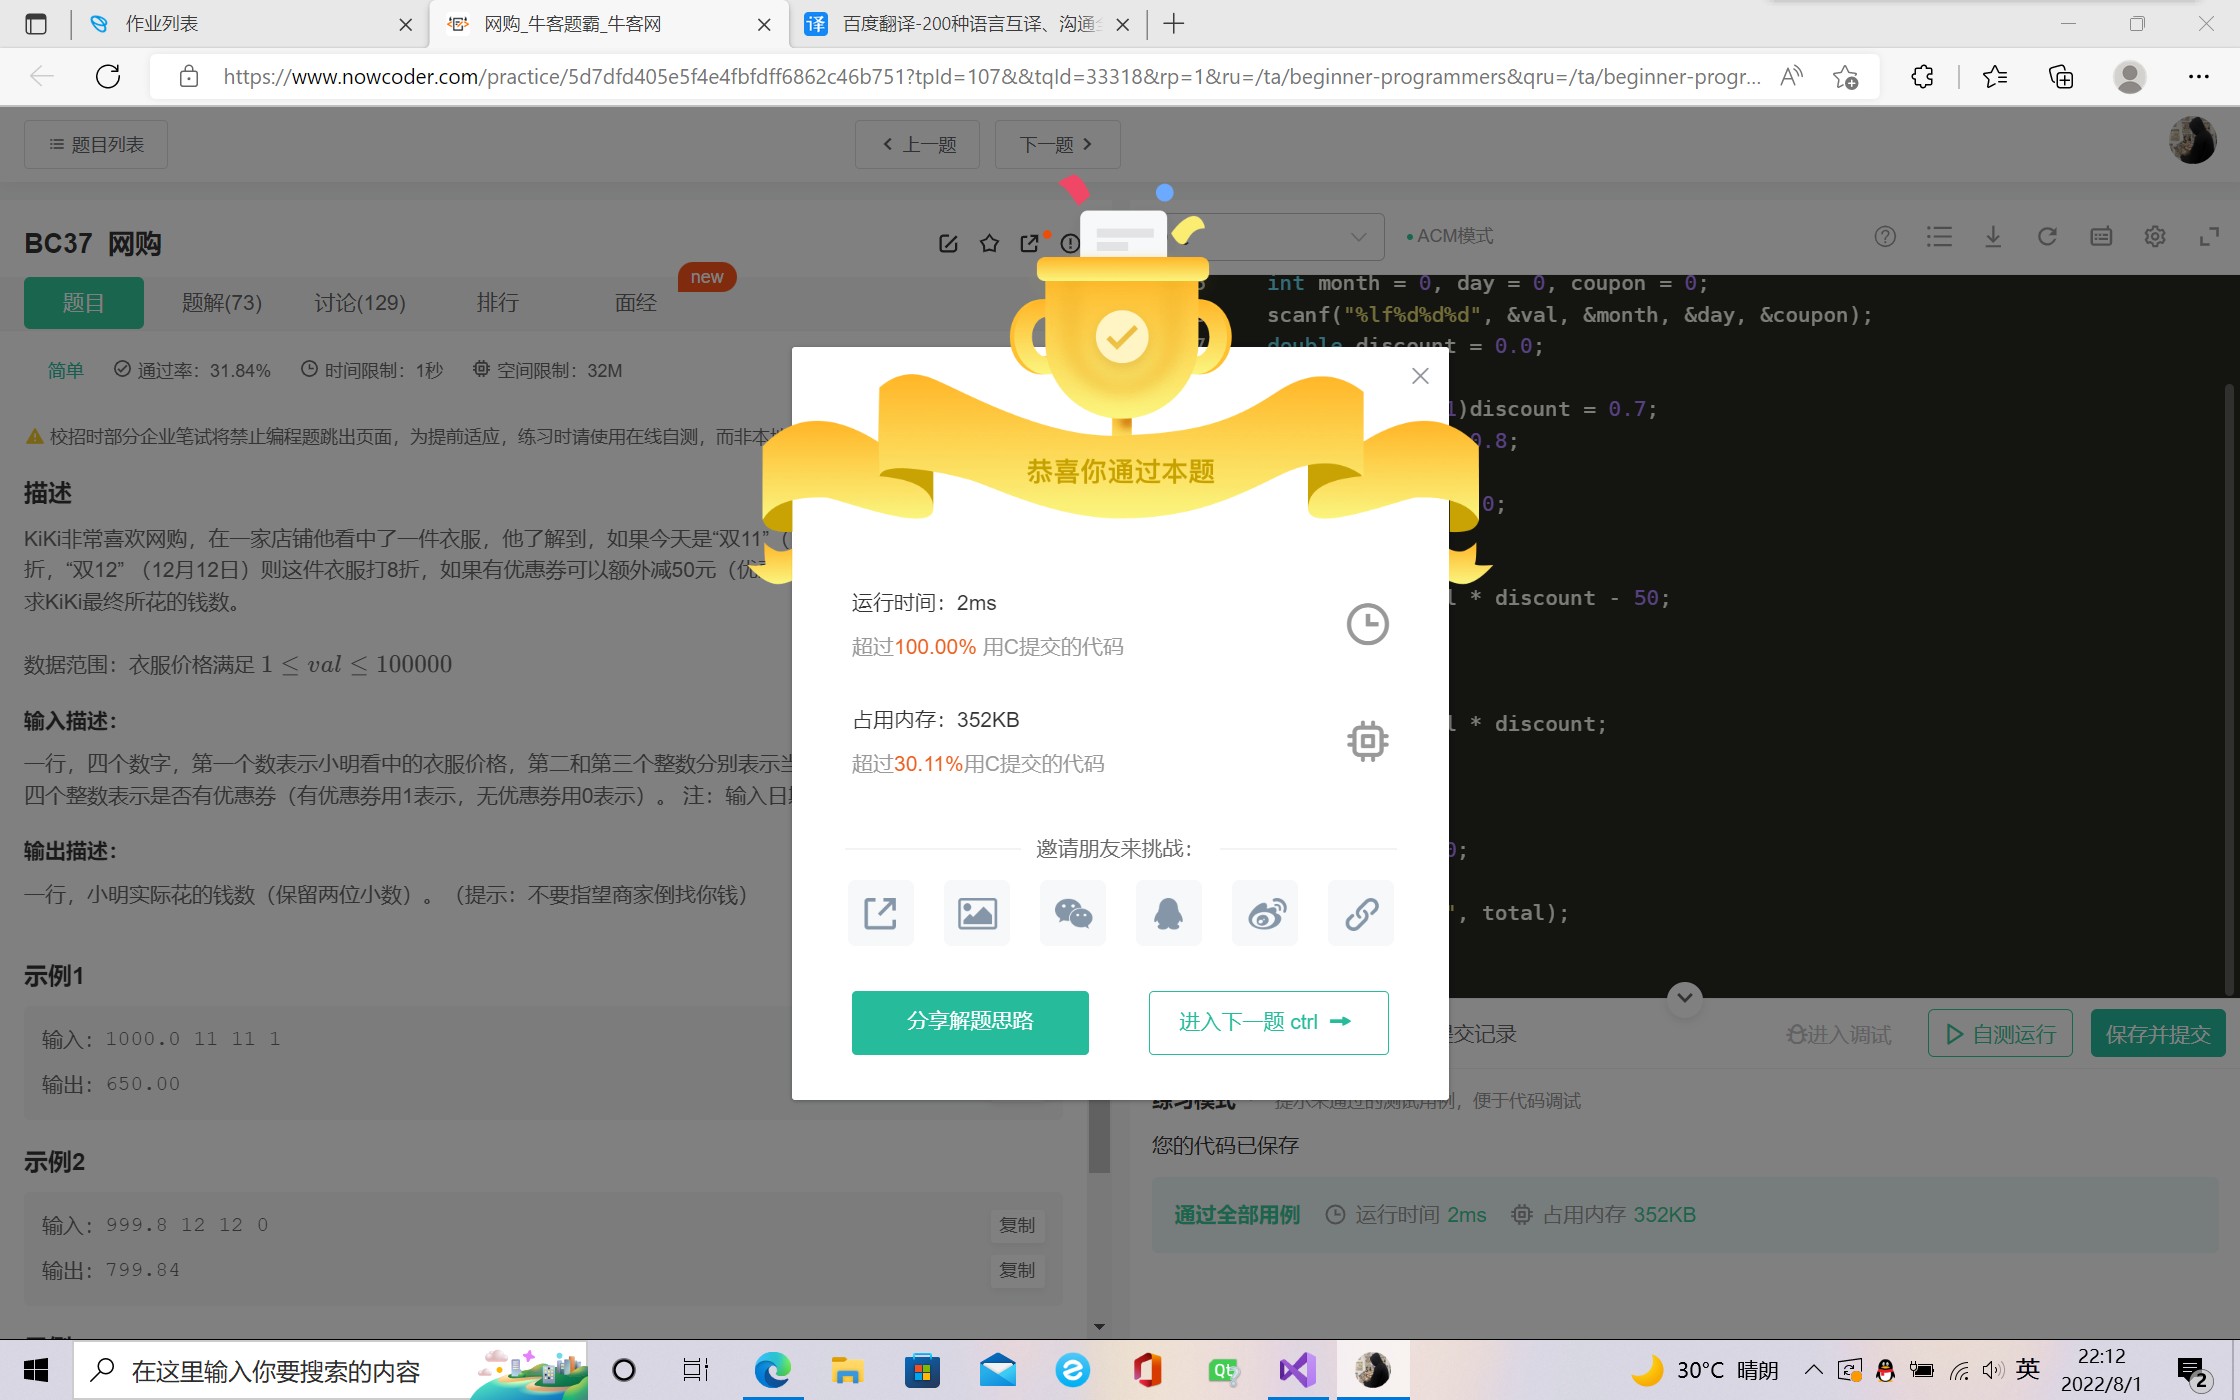 作业列表
网购_牛客题霸_牛客网
百度翻译-200种语言互译、沟通
https://www.nowcoder.com/practice/5d7dfd405e5f4e4fbfdff6862c46b751?tpId=107&&tqId=33318&rp=1&ru=/ta/beginner-programmers&qru=/ta/beginner-progr...
题目列表
上一题
下一题
BC37 网购
ACM模式
题目
题解(73)
讨论(129)
排行
面经
new
简单
通过率：31.84%
时间限制：1秒
空间限制：32M
校招时部分企业笔试将禁止编程题跳出页面，为提前适应，练习时请使用在线自测，而非本
描述
KiKi非常喜欢网购，在一家店铺他看中了一件衣服，他了解到，如果今天是“双11”（
折，“双12” （12月12日）则这件衣服打8折，如果有优惠券可以额外减50元（优
求KiKi最终所花的钱数。
数据范围：衣服价格满足 1 ≤ val ≤ 100000
输入描述：
一行，四个数字，第一个数表示小明看中的衣服价格，第二和第三个整数分别表示当
四个整数表示是否有优惠券（有优惠券用1表示，无优惠券用0表示）。 注：输入日
输出描述：
一行，小明实际花的钱数（保留两位小数）。（提示：不要指望商家倒找你钱）
示例1
输入：1000.0 11 11 1
输出：650.00
示例2
输入：999.8 12 12 0
复制
输出：799.84
复制
int month = 0, day = 0, coupon = 0;
scanf("%lf%d%d%d", &val, &month, &day, &coupon);
double discount = 0.0;
1)discount = 0.7;
0.8;
0;
* discount - 50;
* discount;
0;
", total);
恭喜你通过本题
运行时间：2ms
超过100.00% 用C提交的代码
占用内存：352KB
超过30.11%用C提交的代码
邀请朋友来挑战：
分享解题思路
进入下一题 ctrl
提交记录
进入调试
自测运行
保存并提交
练习模式
提示未通过的测试用例，便于代码调试
您的代码已保存
通过全部用例
运行时间 2ms
占用内存 352KB
在这里输入你要搜索的内容
30°C 晴朗
英
22:12
2022/8/1
2